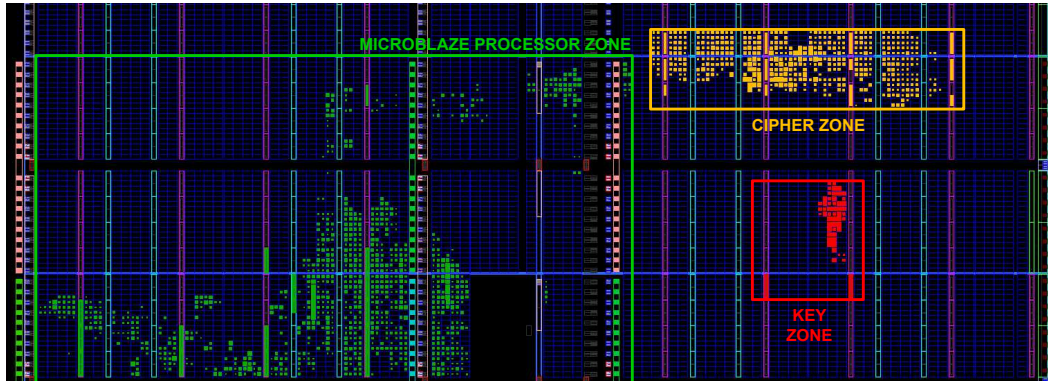 MICROBLAZE PROCESSOR ZONE
CIPHER ZONE
KEY
ZONE